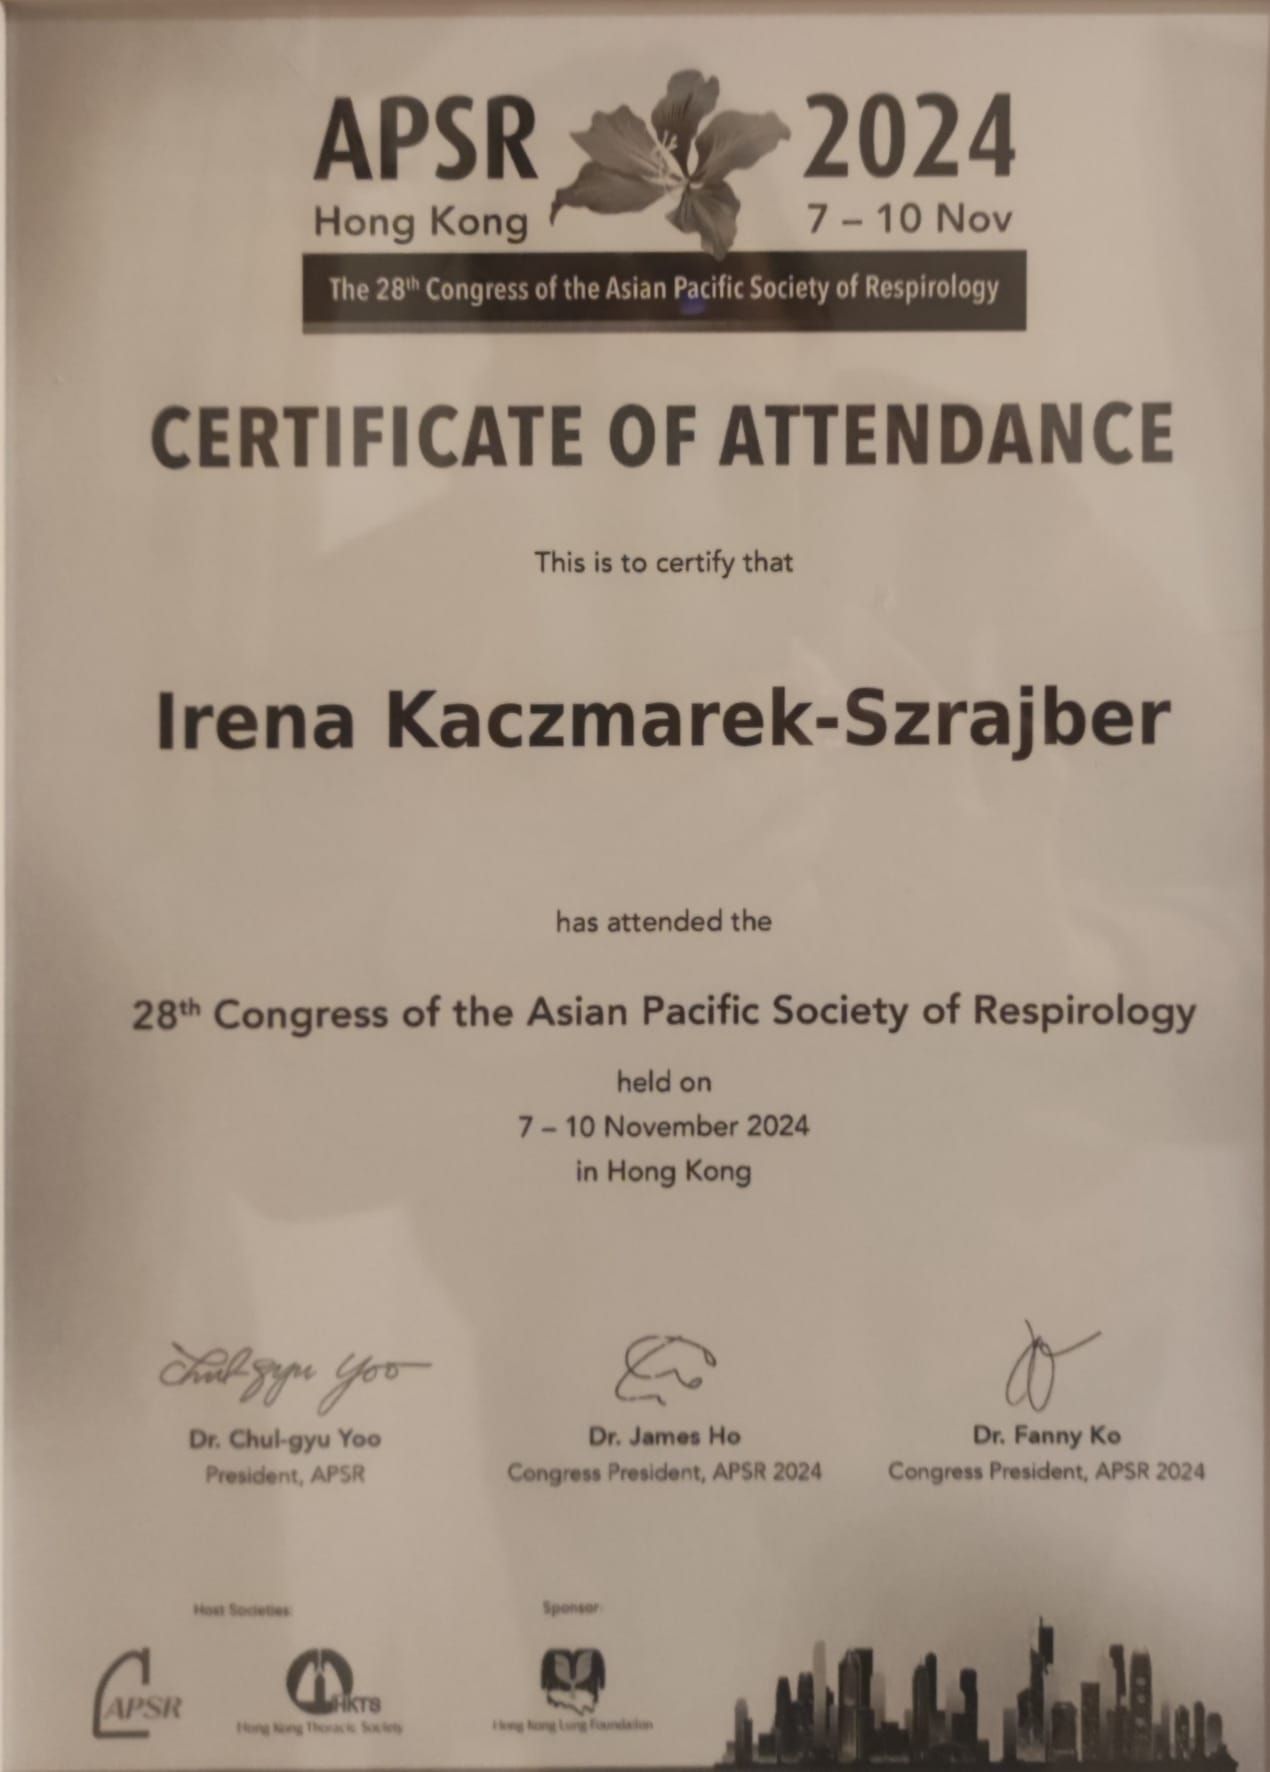 APSR 2024
Hong Kong 7 – 10 Nov
The 28th Congress of the Asian Pacific Society of Respirology
CERTIFICATE OF ATTENDANCE
This is to certify that
Irena Kaczmarek-Szrajber
has attended the
28th Congress of the Asian Pacific Society of Respirology
held on
7 – 10 November 2024
in Hong Kong
Chul-gyu Yoo
Dr. Chul-gyu Yoo Dr. James Ho Dr. Fanny Ko
President, APSR Congress President, APSR 2024 Congress President, APSR 2024
Host Societies: Sponsor:
APSR HKTS
Hong Kong Thoracic Society Hong Kong Lung Foundation